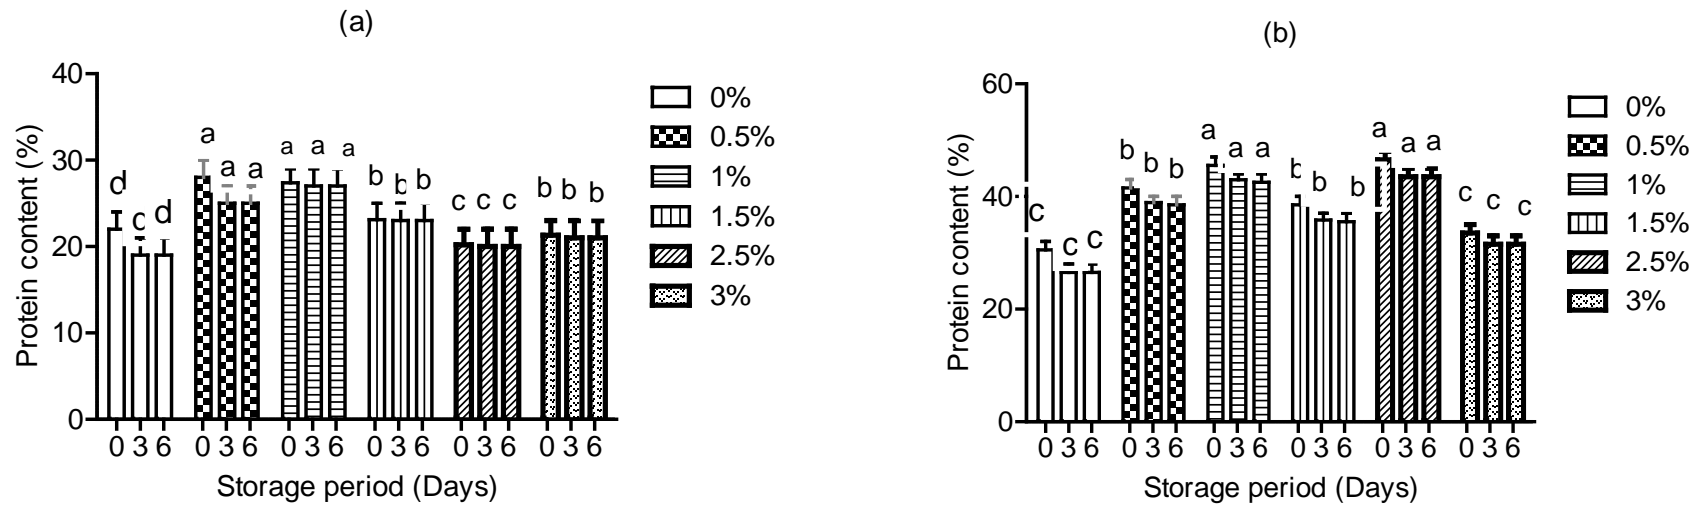 (a)
40
30
20
10
0
Protein content (%)
d d d
a a a
a a a
b b b
c c c
b b b
0 3 6 0 3 6 0 3 6 0 3 6 0 3 6 0 3 6
Storage period (Days)
0%
0.5%
1%
1.5%
2.5%
3%
(b)
60
40
20
0
Protein content (%)
c c c
b b b
a a a
b b b
a a a
c c c
0 3 6 0 3 6 0 3 6 0 3 6 0 3 6 0 3 6
Storage period (Days)
0%
0.5%
1%
1.5%
2.5%
3%